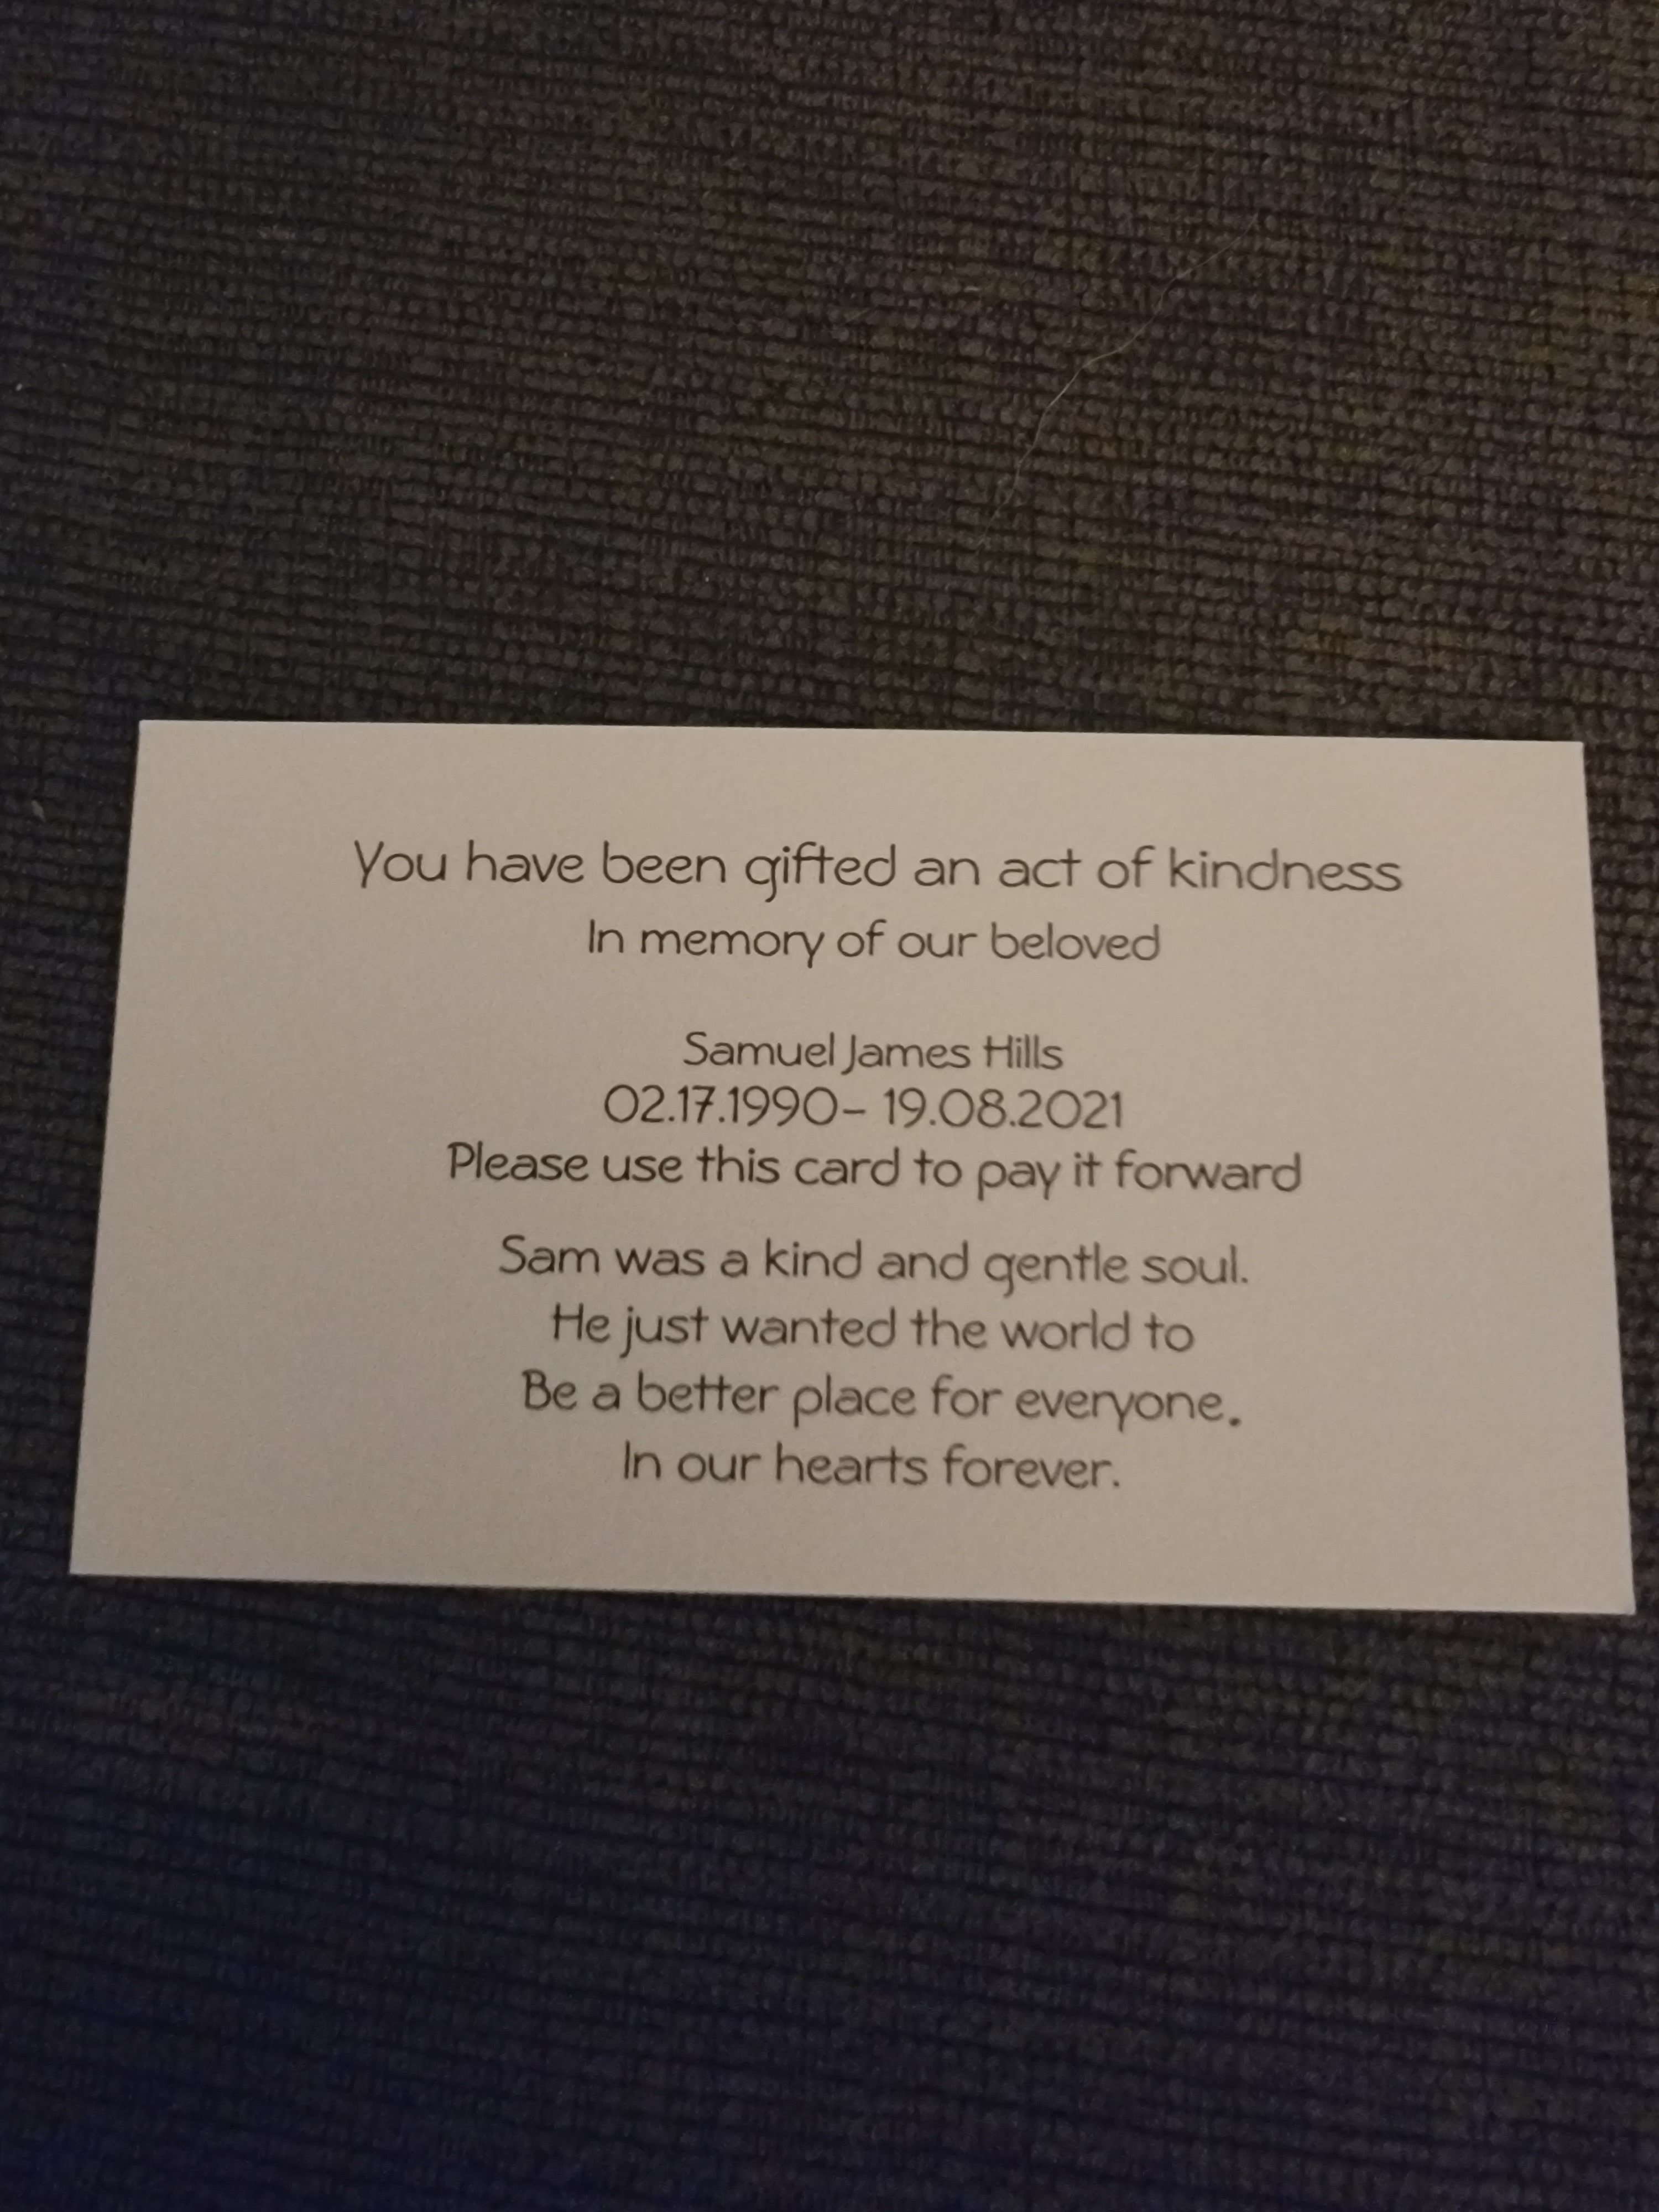 You have been gifted an act of kindness
In memory of our beloved
Samuel James Hills
02.17.1990- 19.08.2021
Please use this card to pay it forward
Sam was a kind and gentle soul.
He just wanted the world to
Be a better place for everyone.
In our hearts forever.